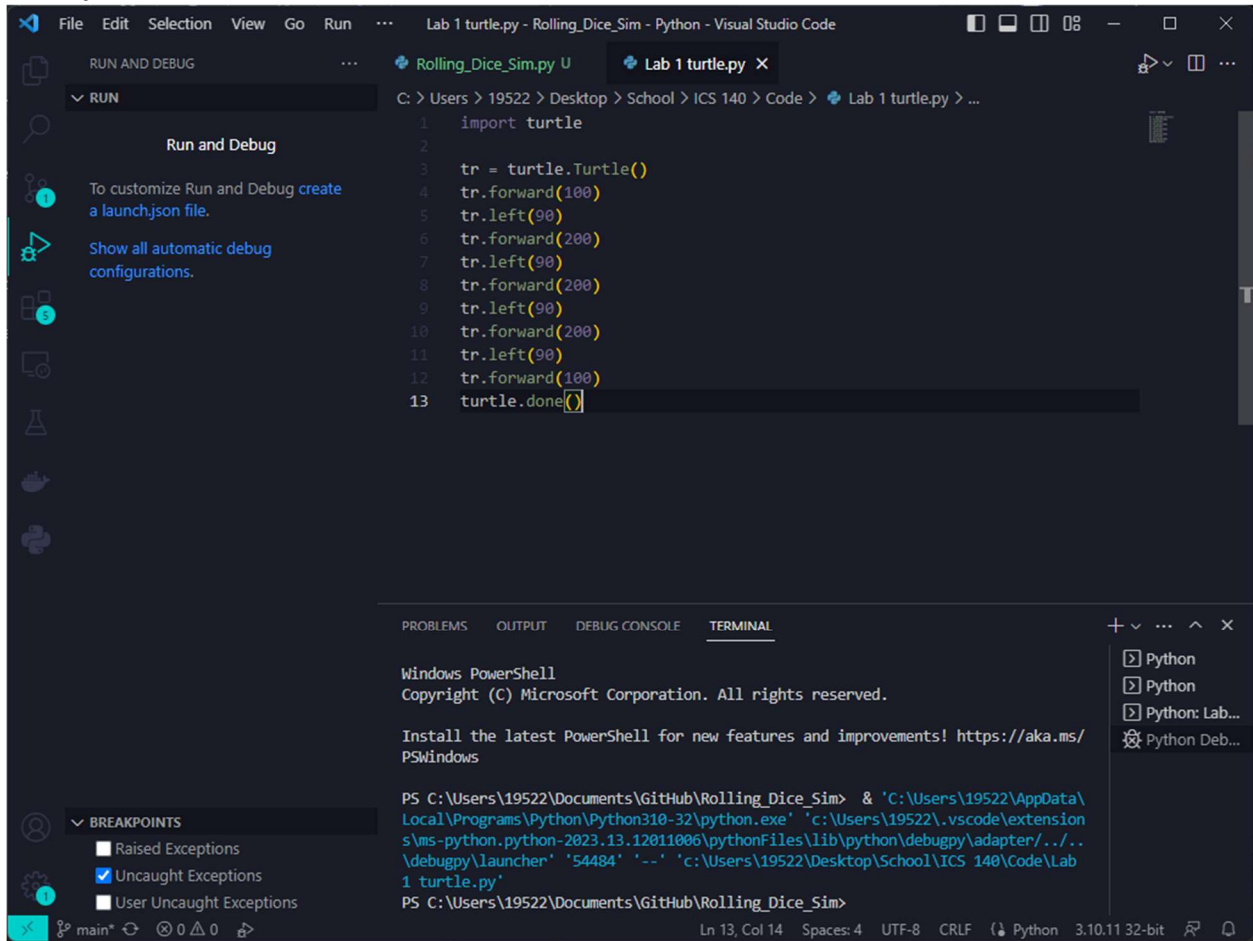 File Edit Selection View Go Run ··· Lab 1 turtle.py - Rolling_Dice_Sim - Python - Visual Studio Code
RUN AND DEBUG ···
RUN
Run and Debug
To customize Run and Debug create
a launch.json file.
Show all automatic debug
configurations.
1
5
Rolling_Dice_Sim.py U Lab 1 turtle.py
C: > Users > 19522 > Desktop > School > ICS 140 > Code > Lab 1 turtle.py > ...
1 import turtle
2
3 tr = turtle.Turtle()
4 tr.forward(100)
5 tr.left(90)
6 tr.forward(200)
7 tr.left(90)
8 tr.forward(200)
9 tr.left(90)
10 tr.forward(200)
11 tr.left(90)
12 tr.forward(100)
13 turtle.done()
PROBLEMS OUTPUT DEBUG CONSOLE TERMINAL
Windows PowerShell
Copyright (C) Microsoft Corporation. All rights reserved.
Install the latest PowerShell for new features and improvements! https://aka.ms/
PSWindows
PS C:\Users\19522\Documents\GitHub\Rolling_Dice_Sim> & 'C:\Users\19522\AppData\
Local\Programs\Python\Python310-32\python.exe' 'c:\Users\19522\.vscode\extension
s\ms-python.python-2023.13.12011006\pythonFiles\lib\python\debugpy\adapter/../..
\debugpy\launcher' '54484' '--' 'c:\Users\19522\Desktop\School\ICS 140\Code\Lab
1 turtle.py'
PS C:\Users\19522\Documents\GitHub\Rolling_Dice_Sim>
Python
Python
Python: Lab...
Python Deb...
BREAKPOINTS
Raised Exceptions
Uncaught Exceptions
User Uncaught Exceptions
1
main* 0 0 Ln 13, Col 14 Spaces: 4 UTF-8 CRLF Python 3.10.11 32-bit